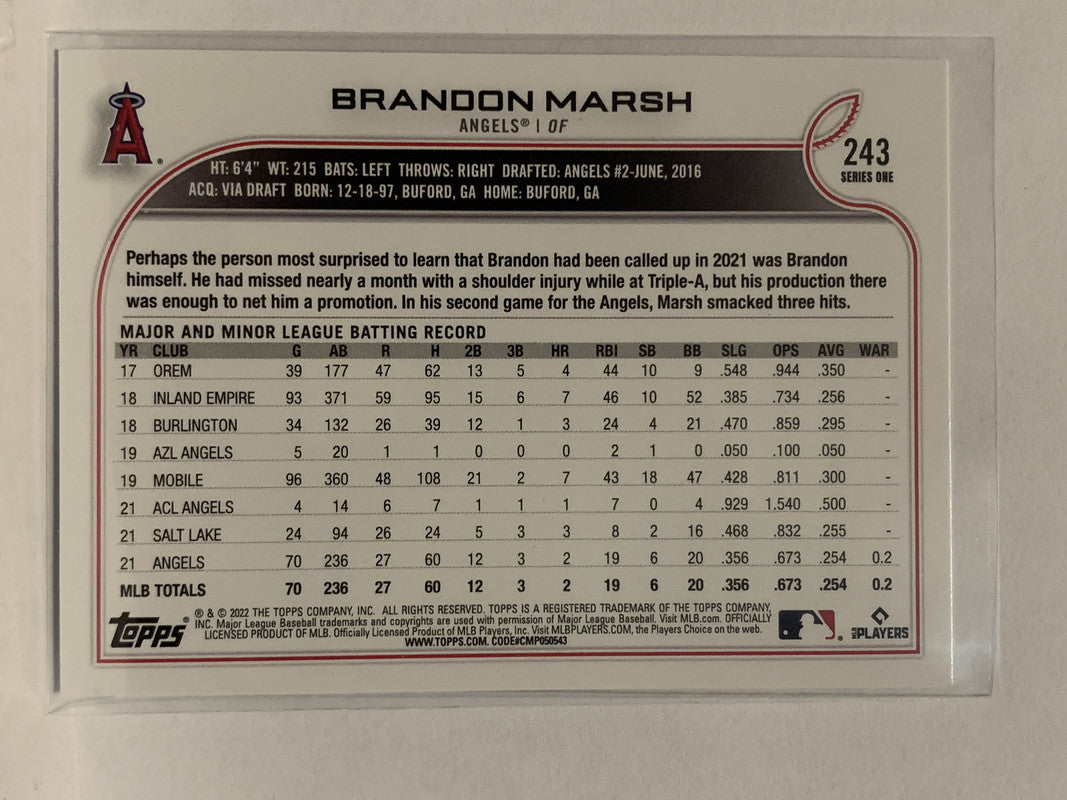 A
BRANDON MARSH
ANGELS® | OF
243
SERIES ONE
HT: 6'4" WT: 215 BATS: LEFT THROWS: RIGHT DRAFTED: ANGELS #2-JUNE, 2016
ACQ: VIA DRAFT BORN: 12-18-97, BUFORD, GA HOME: BUFORD, GA
Perhaps the person most surprised to learn that Brandon had been called up in 2021 was Brandon
himself. He had missed nearly a month with a shoulder injury while at Triple-A, but his production there
was enough to net him a promotion. In his second game for the Angels, Marsh smacked three hits.
MAJOR AND MINOR LEAGUE BATTING RECORD
YR CLUB G AB R H 2B 3B HR RBI SB BB SLG OPS AVG WAR
17 OREM 39 177 47 62 13 5 4 44 10 9 .548 .944 .350 -
18 INLAND EMPIRE 93 371 59 95 15 6 7 46 10 52 .385 .734 .256 -
18 BURLINGTON 34 132 26 39 12 1 3 24 4 21 .470 .859 .295 -
19 AZL ANGELS 5 20 1 1 0 0 0 2 1 0 .050 .100 .050 -
19 MOBILE 96 360 48 108 21 2 7 43 18 47 .428 .811 .300 -
21 ACL ANGELS 4 14 6 7 1 1 1 7 0 4 .929 1.540 .500 -
21 SALT LAKE 24 94 26 24 5 3 3 8 2 16 .468 .832 .255 -
21 ANGELS 70 236 27 60 12 3 2 19 6 20 .356 .673 .254 0.2
MLB TOTALS 70 236 27 60 12 3 2 19 6 20 .356 .673 .254 0.2
Topps®
® & © 2022 THE TOPPS COMPANY, INC. ALL RIGHTS RESERVED. TOPPS IS A REGISTERED TRADEMARK OF THE TOPPS COMPANY,
INC. Major League Baseball trademarks and copyrights are used with permission of Major League Baseball. Visit MLB.com. OFFICIALLY
LICENSED PRODUCT OF MLB. Officially Licensed Product of MLB Players, Inc. Visit MLBPLAYERS.COM, the Players Choice on the web.
WWW.TOPPS.COM. CODE#CMP050543
MLB PLAYERS